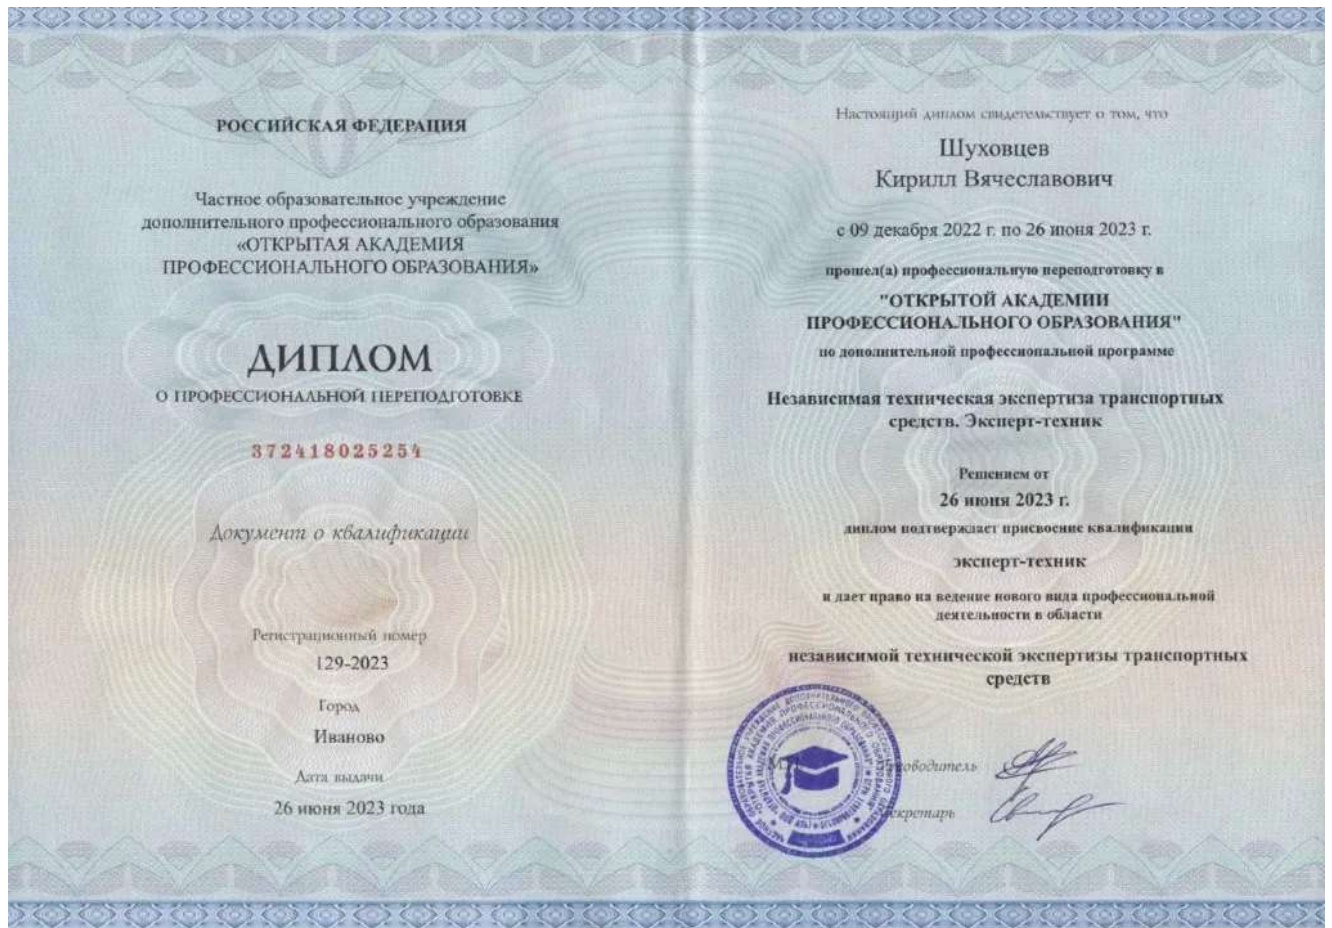 РОССИЙСКАЯ ФЕДЕРАЦИЯ
Частное образовательное учреждение
дополнительного профессионального образования
«ОТКРЫТАЯ АКАДЕМИЯ
ПРОФЕССИОНАЛЬНОГО ОБРАЗОВАНИЯ»
ДИПЛОМ
О ПРОФЕССИОНАЛЬНОЙ ПЕРЕПОДГОТОВКЕ
372418025254
Документ о квалификации
Регистрационный номер
129-2023
Город
Иваново
Дата выдачи
26 июня 2023 года
Настоящий диплом свидетельствует о том, что
Шуховцев
Кирилл Вячеславович
с 09 декабря 2022 г. по 26 июня 2023 г.
прошел(а) профессиональную переподготовку в
"ОТКРЫТОЙ АКАДЕМИИ
ПРОФЕССИОНАЛЬНОГО ОБРАЗОВАНИЯ"
по дополнительной профессиональной программе
Независимая техническая экспертиза транспортных
средств. Эксперт-техник
Решением от
26 июня 2023 г.
диплом подтверждает присвоение квалификации
эксперт-техник
и дает право на ведение нового вида профессиональной
деятельности в области
независимой технической экспертизы транспортных
средств
Руководитель
Секретарь